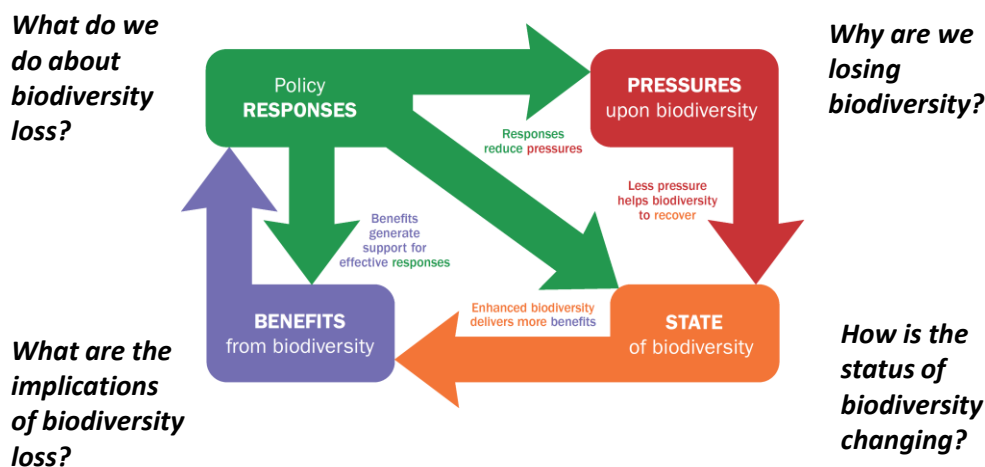 What do we
do about
biodiversity
loss?
Policy
RESPONSES
PRESSURES
upon biodiversity
Why are we
losing
biodiversity?
Responses
reduce pressures
Less pressure
helps biodiversity
to recover
Benefits
generate
support for
effective responses
Enhanced biodiversity
delivers more benefits
BENEFITS
from biodiversity
STATE
of biodiversity
What are the
implications
of biodiversity
loss?
How is the
status of
biodiversity
changing?